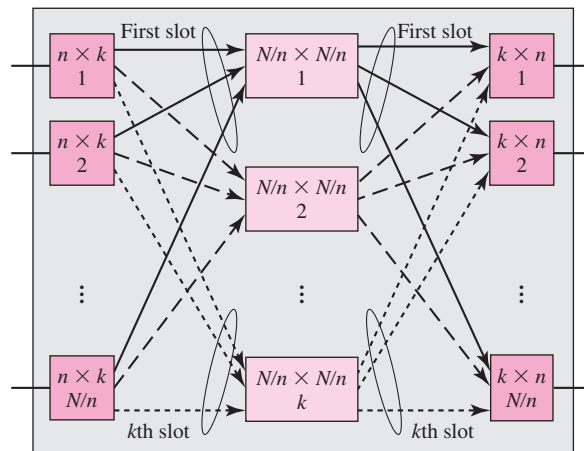 First slot
First slot
n × k
1
N/n × N/n
1
k × n
1
n × k
2
N/n × N/n
2
k × n
2
⋮
⋮
⋮
n × k
N/n
N/n × N/n
k
k × n
N/n
kth slot
kth slot